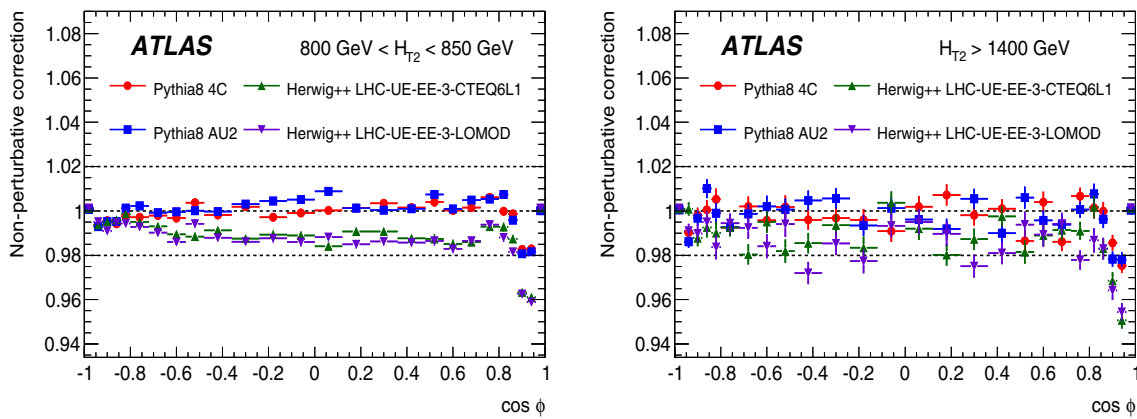 Non-perturbative correction
1.08
1.06
1.04
1.02
1
0.98
0.96
0.94
ATLAS
800 GeV < H_T2 < 850 GeV
Pythia8 4C
Herwig++ LHC-UE-EE-3-CTEQ6L1
Pythia8 AU2
Herwig++ LHC-UE-EE-3-LOMOD
-1 -0.8 -0.6 -0.4 -0.2 0 0.2 0.4 0.6 0.8 1
cos ϕ
Non-perturbative correction
1.08
1.06
1.04
1.02
1
0.98
0.96
0.94
ATLAS
H_T2 > 1400 GeV
Pythia8 4C
Herwig++ LHC-UE-EE-3-CTEQ6L1
Pythia8 AU2
Herwig++ LHC-UE-EE-3-LOMOD
-1 -0.8 -0.6 -0.4 -0.2 0 0.2 0.4 0.6 0.8 1
cos ϕ